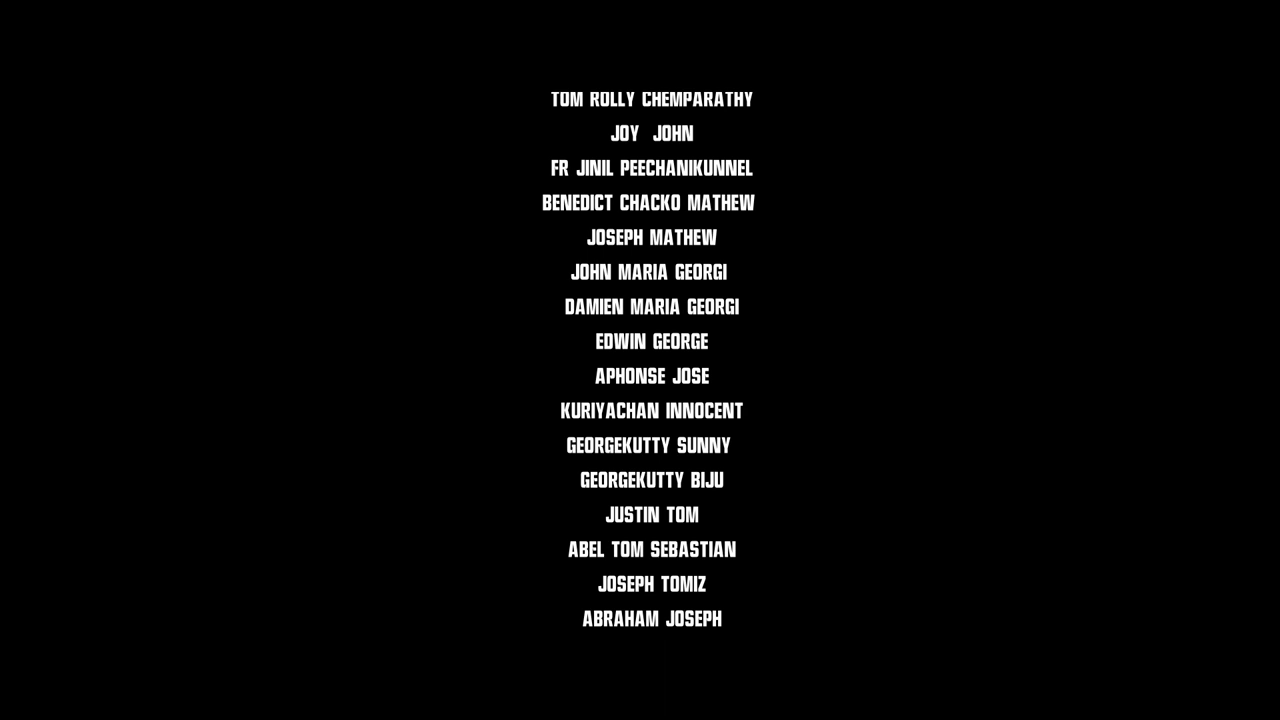 TOM ROLLY CHEMPARATHY
JOY JOHN
FR JINIL PEECHANIKUNNEL
BENEDICT CHACKO MATHEW
JOSEPH MATHEW
JOHN MARIA GEORGI
DAMIEN MARIA GEORGI
EDWIN GEORGE
APHONSE JOSE
KURIYACHAN INNOCENT
GEORGEKUTTY SUNNY
GEORGEKUTTY BIJU
JUSTIN TOM
ABEL TOM SEBASTIAN
JOSEPH TOMIZ
ABRAHAM JOSEPH